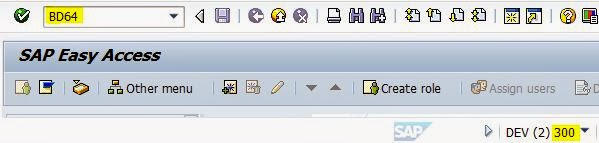 BD64
SAP Easy Access
Other menu Create role Assign users
SAP DEV (2) 300